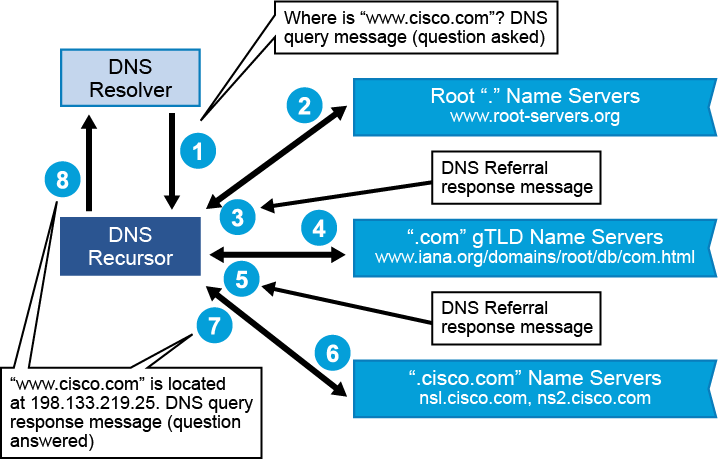 Where is “www.cisco.com”? DNS
query message (question asked)
DNS
Resolver
1
2
Root “.” Name Servers
www.root-servers.org
DNS Referral
response message
8
3
DNS
Recursor
4
“.com” gTLD Name Servers
www.iana.org/domains/root/db/com.html
5
DNS Referral
response message
7
6
“.cisco.com” Name Servers
nsl.cisco.com, ns2.cisco.com
“www.cisco.com” is located
at 198.133.219.25. DNS query
response message (question
answered)